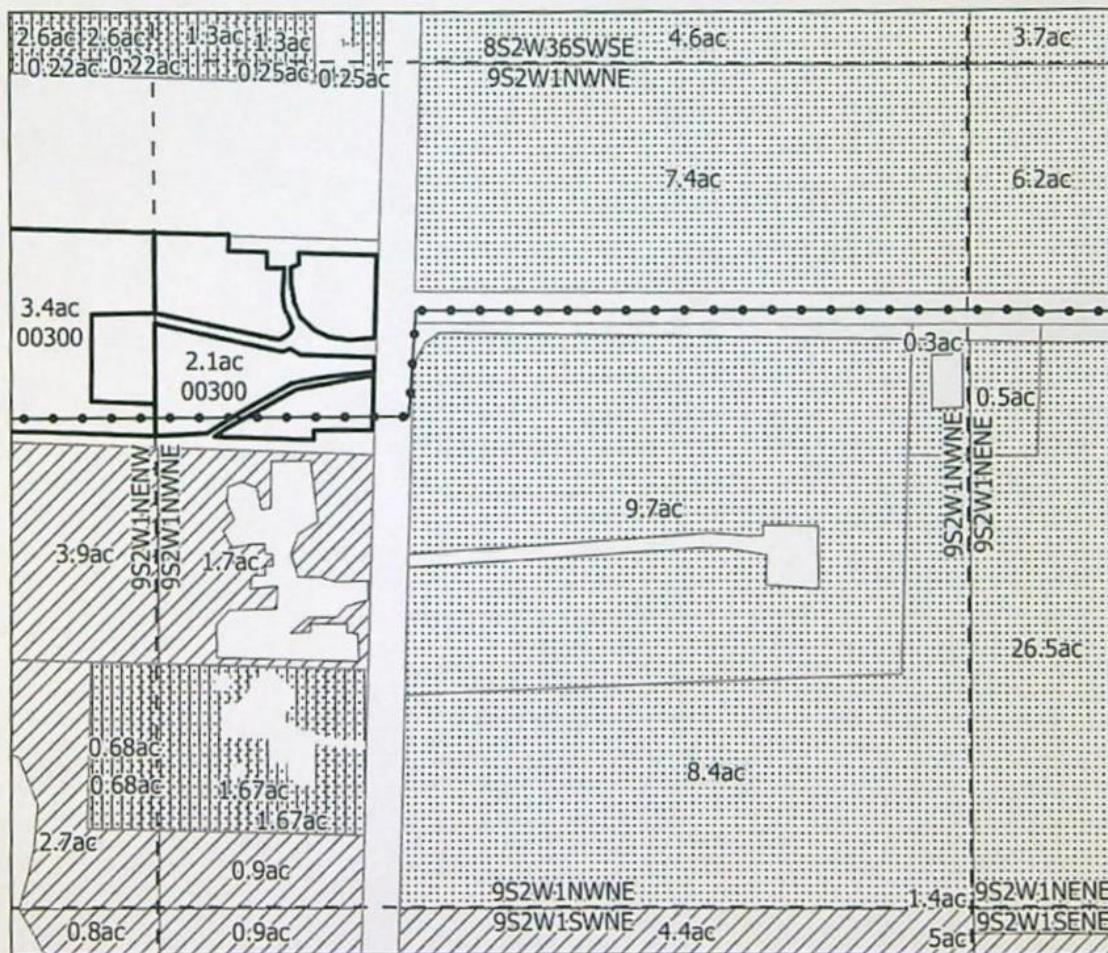 2.6ac 2.6ac 1.3ac 1.3ac
0.22ac 0.22ac 0.25ac 0.25ac
8S2W36SWSE 4.6ac 3.7ac
9S2W1NWNE
7.4ac 6.2ac
3.4ac
00300
2.1ac
00300
0.3ac
0.5ac
9S2W1NENW
9S2W1NWNE
9S2W1NWNE
9S2W1NENE
9.7ac
3.9ac 1.7ac
26.5ac
0.68ac
0.68ac
1.67ac
1.67ac
8.4ac
2.7ac
0.9ac
9S2W1NWNE 1.4ac 9S2W1NENE
9S2W1SWNE 9S2W1SENE
0.8ac 0.9ac 4.4ac 5ac